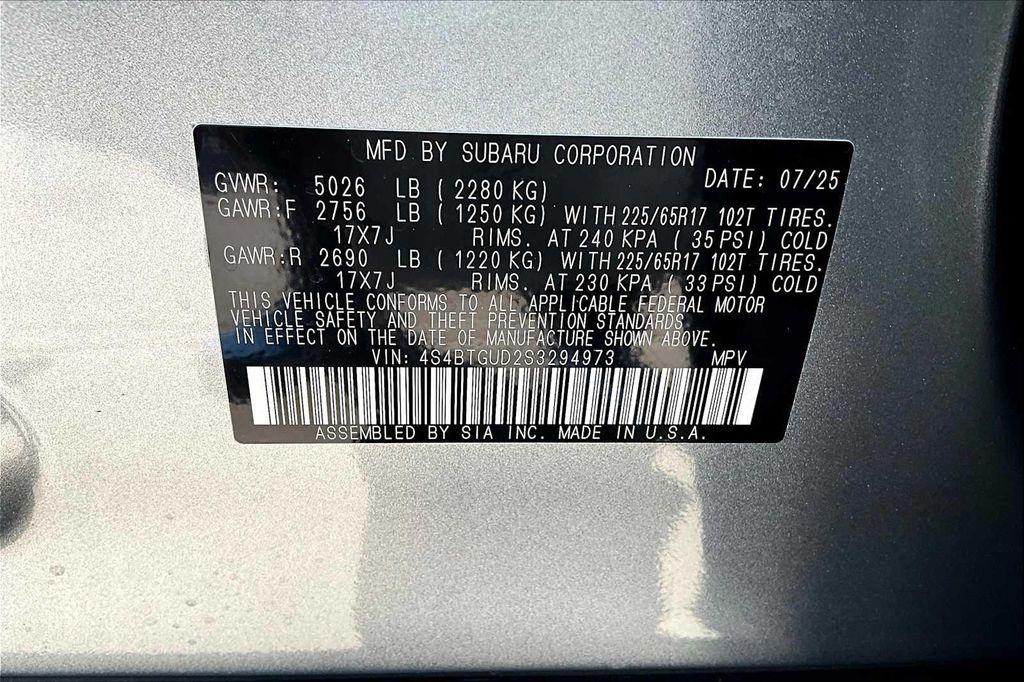 MFD BY SUBARU CORPORATION
DATE: 07/25
GVWR: 5026 LB ( 2280 KG)
GAWR:F 2756 LB ( 1250 KG) WITH 225/65R17 102T TIRES.
17X7J RIMS. AT 240 KPA ( 35 PSI) COLD
GAWR:R 2690 LB ( 1220 KG) WITH 225/65R17 102T TIRES.
17X7J RIMS. AT 230 KPA ( 33 PSI) COLD
THIS VEHICLE CONFORMS TO ALL APPLICABLE FEDERAL MOTOR
VEHICLE SAFETY AND THEFT PREVENTION STANDARDS
IN EFFECT ON THE DATE OF MANUFACTURE SHOWN ABOVE.
VIN: 4S4BTGUD2S3294973 MPV
ASSEMBLED BY SIA INC. MADE IN U.S.A.